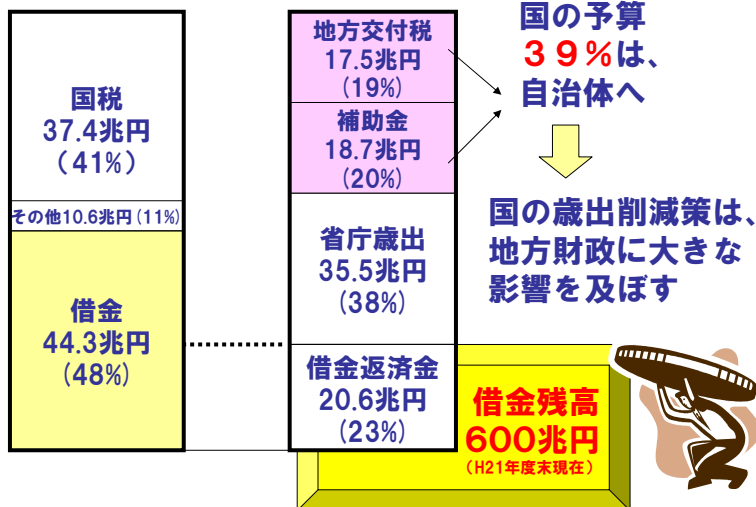 国税
37.4兆円
(41%)
その他10.6兆円(11%)
借金
44.3兆円
(48%)
地方交付税
17.5兆円
(19%)
補助金
18.7兆円
(20%)
省庁歳出
35.5兆円
(38%)
借金返済金
20.6兆円
(23%)
国の予算
39%は、
自治体へ
国の歳出削減策は、
地方財政に大きな
影響を及ぼす
借金残高
600兆円
(H21年度末現在)